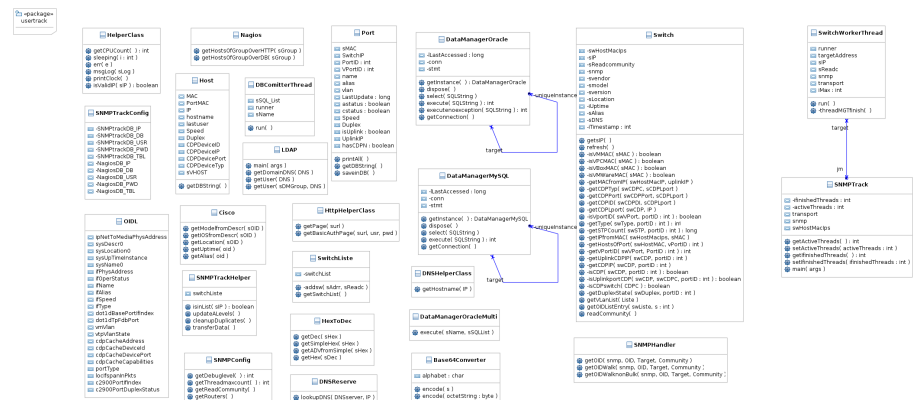 «package»
usertrack
HelperClass
getCPUCount( ) : int
sleeping( i : int )
err( e )
msgLog( sLog )
printClock( )
isValidIP( sIP ) : boolean
SNMPTrackConfig
-SNMPtrackDB_IP
-SNMPtrackDB_DB
-SNMPtrackDB_USR
-SNMPtrackDB_PWD
-SNMPtrackDB_TBL
-NagiosDB_IP
-NagiosDB_DB
-NagiosDB_USR
-NagiosDB_PWD
-NagiosDB_TBL
OIDL
ipNetToMediaPhysAddress
sysDescr0
sysLocation0
sysUpTimeInstance
sysName0
ifPhysAddress
ifOperStatus
ifName
ifAlias
ifSpeed
ifType
dot1dBasePortIfIndex
dot1dTpFdbPort
vmVlan
vtpVlanState
cdpCacheAddress
cdpCacheDeviceId
cdpCacheDevicePort
cdpCacheCapabilities
portType
locIfspanInPkts
c2900PortIfIndex
c2900PortDuplexStatus
Nagios
getHostsOfGroupOverHTTP( sGroup )
getHostsOfGroupOverDB( sGroup )
Host
MAC
PortMAC
IP
hostname
lastuser
Speed
Duplex
CDPDeviceID
CDPDeviceIP
CDPDevicePort
CDPDeviceTyp
sVHOST
getDBString( )
DBComitterThread
sSQL_List
runner
sName
run( )
LDAP
main( args )
getDomainDNS( DNS )
getUser( DNS )
getUser( sDMGroup, DNS )
Cisco
getModelfromDescr( sOID )
getIOSfromDescr( sOID )
getLocation( sOID )
getUptime( oid )
getAlias( oid )
SNMPTrackHelper
switchListe
isinList( sIP ) : boolean
updateALevels( )
cleanupDuplicates( )
transferData( )
SNMPConfig
getDebuglevel( ) : int
getThreadmaxcount( ) : int
getReadCommunity( )
getRouters( )
Port
sMAC
SwitchIP
PortID : int
VPortID : int
name
alias
vlan
LastUpdate : long
astatus : boolean
cstatus : boolean
Speed
Duplex
isUplink : boolean
UplinkIP
hasCDPN : boolean
printAll( )
getDBString( )
saveinDB( )
HttpHelperClass
getPage( surl )
getBasicAuthPage( surl, usr, pwd )
SwitchListe
-switchList
-addsw( sAdrr, sReadc )
getSwitchList( )
HexToDec
getDec( sHex )
getSimpleHex( sHex )
getADVfromSimple( sHex )
getHex( sDec )
DNSReserve
lookupDNS( DNSserver, IP )
DataManagerOracle
-LastAccessed : long
-conn
-stmt
getinstance( ) : DataManagerOracle
dispose( )
select( SQLString )
execute( SQLString ) : int
executenoexception( SQLString ) : int
getConnection( )
-uniqueinstance
target
DataManagerMySQL
-LastAccessed : long
-conn
-stmt
getInstance( ) : DataManagerMySQL
dispose( )
select( SQLString )
execute( SQLString ) : int
getConnection( )
-uniqueinstance
target
DNSHelperClass
getHostname( IP )
DataManagerOracleMulti
execute( sName, sSQLList )
Base64Converter
alphabet : char
encode( s )
encode( octetString : byte )
Switch
-swHostMacIps
-sIP
-sReadcommunity
-snmp
-svendor
-smodel
-sversion
-sLocation
-iUptime
-sAlias
-sDNS
-lTimestamp : int
getsIP( )
refresh( )
-isVMMAC( sMAC ) : boolean
-isVPCMAC( sMAC ) : boolean
-isVBoxMAC( sMAC ) : boolean
-isVMWareMAC( sMAC ) : boolean
-getMACfromIP( swHostMacIP, uplinkIP )
-getCDPTyp( swCDPC, sCDPLport )
-getCDPPort( swCDPPort, sCDPLport )
-getCDPID( swCDPDI, sCDPLport )
-getCDPLport( swCDP, IP )
-isVportID( sWvPort, portID ) : boolean
-getType( swType, portID : int ) : int
-getSTPCount( swSTP, portID : int ) : long
-getIPfromMAC( swHostMacIPs, sMAC )
-getHostsOfPort( swHostMAC, vPortID : int )
-getVPortID( swvPort, PortID : int ) : int
-getUplinkCDPIP( swCDP, portID : int )
-getCDPIP( swCDP, portID : int )
-isCDP( swCDP, portID : int ) : boolean
-isUplinkportCDP( swCDP, swCDPC, portID : int ) : boolean
-isCDPSwitch( CDPC ) : boolean
-getDuplexState( swDuplex, portID : int )
getVLanList( Liste )
getOIDListEntry( swListe, s : int )
readCommunity( )
SNMPHandler
getOID( snmp, OID, Target, Community )
getOIDWalk( snmp, OID, Target, Community )
getOIDWalknonBulk( snmp, OID, Target, Community )
SwitchWorkerThread
runner
targetAddress
sIP
sReadc
snmp
transport
iMax : int
run( )
-threadMGTfinish( )
target
jm
SNMPTrack
-ifinishedThreads : int
-activeThreads : int
transport
snmp
swHostMacIps
getActiveThreads( ) : int
setActiveThreads( activeThreads : int )
getifinishedThreads( ) : int
setifinishedThreads( ifinishedThreads : int )
main( args )